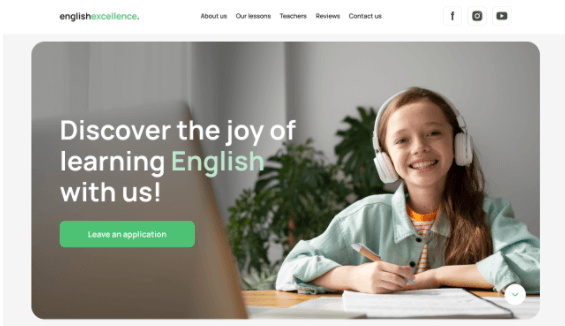 englishexcellence.
About us Our lessons Teachers Reviews Contact us
Discover the joy of
learning English
with us!
Leave an application